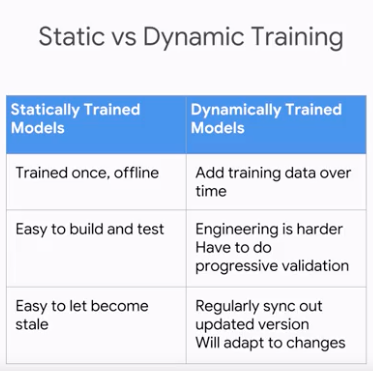 Static vs Dynamic Training
Statically Trained
Models
Dynamically Trained
Models
Trained once, offline
Add training data over
time
Easy to build and test
Engineering is harder
Have to do
progressive validation
Easy to let become
stale
Regularly sync out
updated version
Will adapt to changes